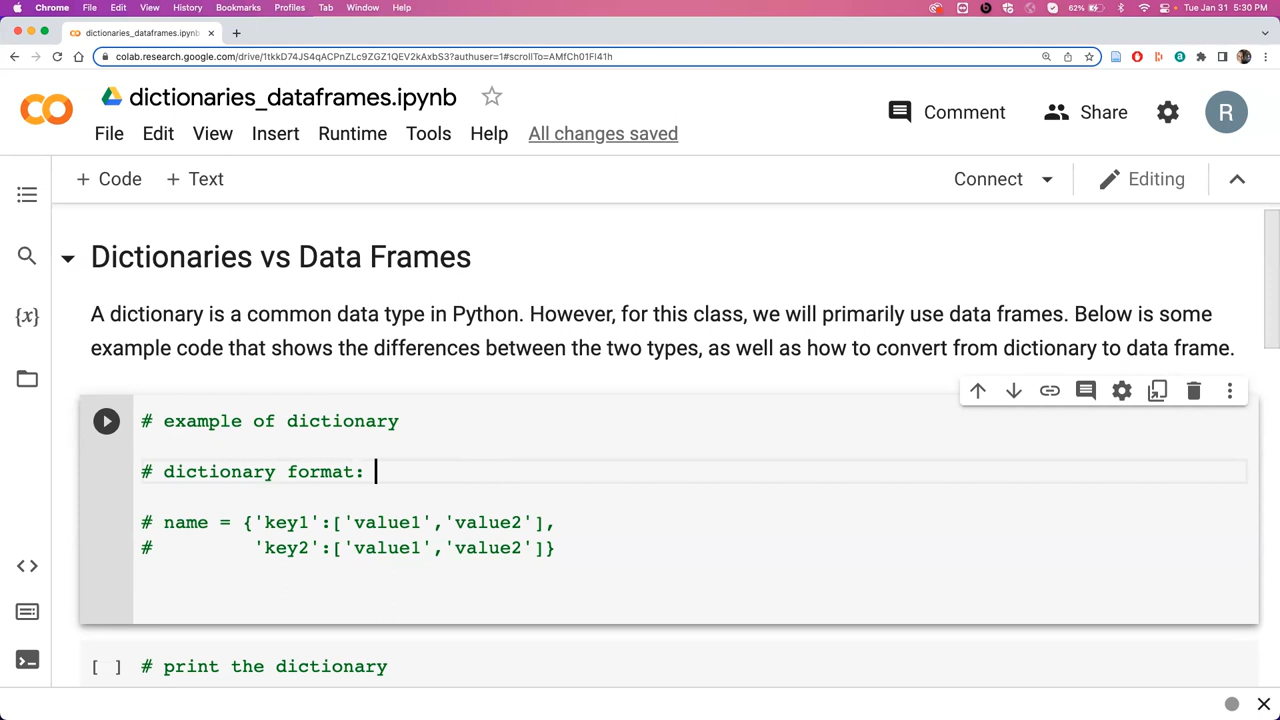 Chrome File Edit View History Bookmarks Profiles Tab Window Help 62% Tue Jan 31 5:30 PM
dictionaries_dataframes.ipynb
colab.research.google.com/drive/1tkkD74JS4qACPnZLc9ZGZ1QEV2kAxbS3?authuser=1#scrollTo=AMfCh01Fl41h
dictionaries_dataframes.ipynb
Comment Share R
File Edit View Insert Runtime Tools Help All changes saved
+ Code + Text Connect Editing
Dictionaries vs Data Frames
A dictionary is a common data type in Python. However, for this class, we will primarily use data frames. Below is some
example code that shows the differences between the two types, as well as how to convert from dictionary to data frame.
# example of dictionary
# dictionary format:
# name = {'key1':['value1','value2'],
# 'key2':['value1','value2']}
[ ] # print the dictionary